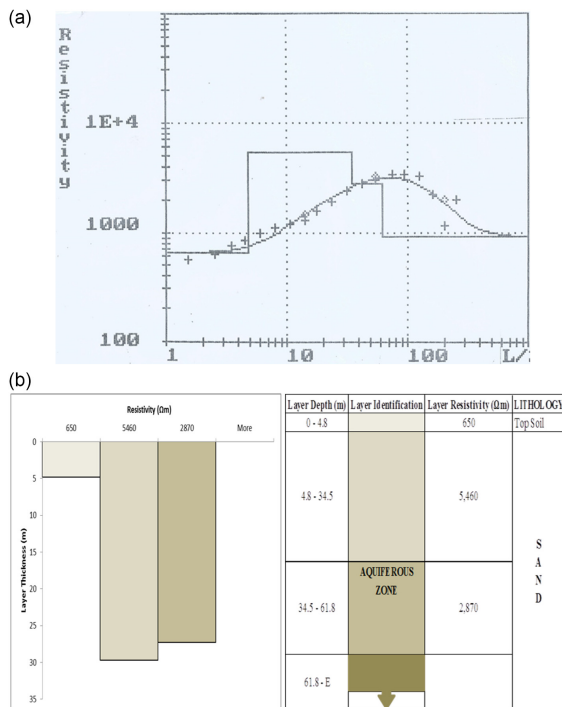 (a)
Resistivity
1E+4
1000
100
1 10 100 L/
(b)
Resistivity (Ωm)
650 5460 2870 More
Layer Thickness (m)
0
5
10
15
20
25
30
35
Layer Depth (m) Layer Identification Layer Resistivity (Ωm) LITHOLOGY
0 - 4.8 650 Top Soil
4.8 - 34.5 5,460
SAND
AQUIFEROUS
ZONE
34.5 - 61.8 2,870
61.8 - E